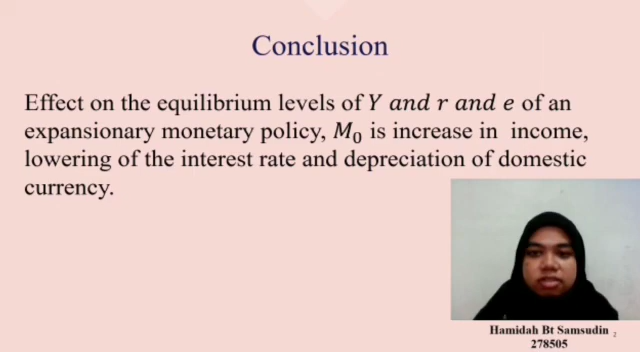 Conclusion
Effect on the equilibrium levels of Y and r and e of an
expansionary monetary policy, M₀ is increase in income,
lowering of the interest rate and depreciation of domestic
currency.
Hamidah Bt Samsudin 2
278505